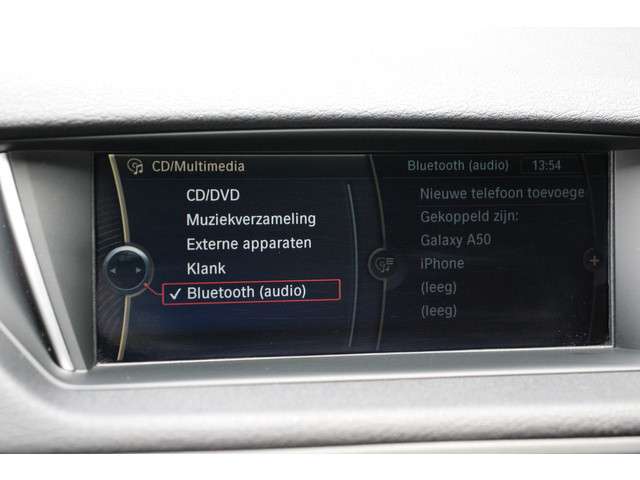 CD/Multimedia
CD/DVD
Muziekverzameling
Externe apparaten
Klank
✓ Bluetooth (audio)
Bluetooth (audio) 13:54
Nieuwe telefoon toevoege
Gekoppeld zijn:
Galaxy A50
iPhone
(leeg)
(leeg)